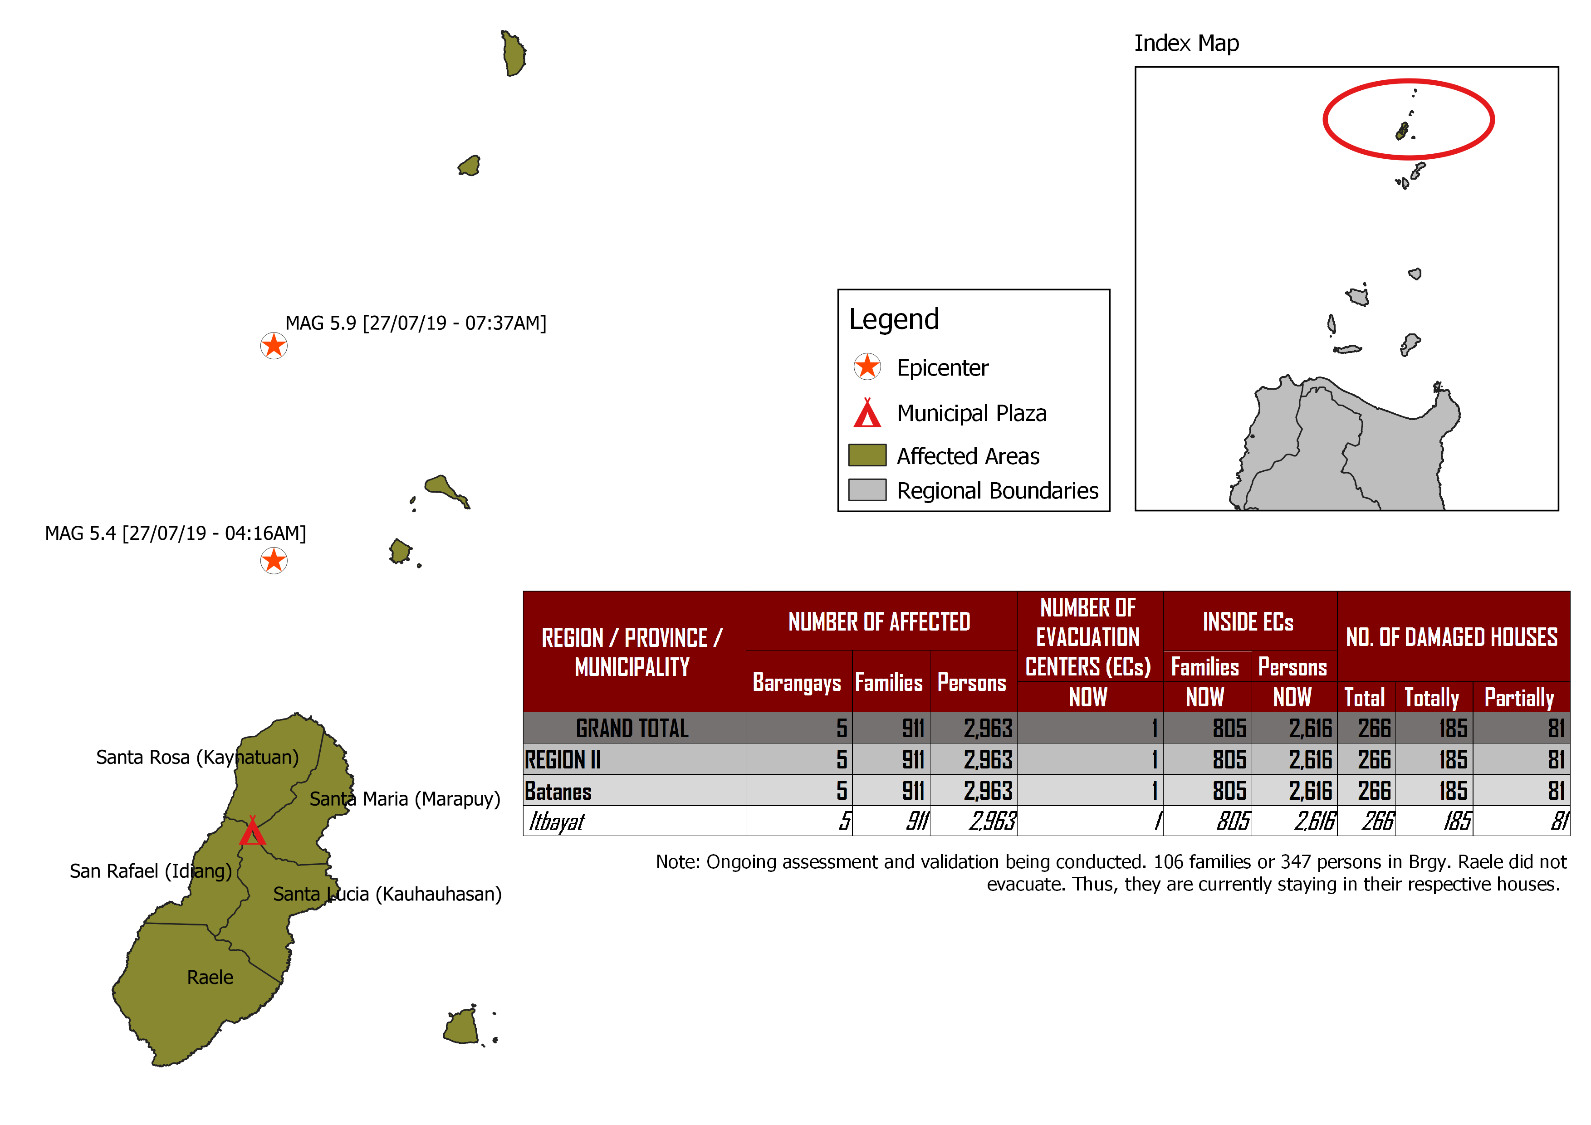 Index Map
MAG 5.9 [27/07/19 - 07:37AM]
Legend
Epicenter
Municipal Plaza
Affected Areas
Regional Boundaries
MAG 5.4 [27/07/19 - 04:16AM]
REGION / PROVINCE /
MUNICIPALITY
NUMBER OF AFFECTED
Barangays Families Persons
NUMBER OF
EVACUATION
CENTERS (ECs)
NOW
INSIDE ECs
Families Persons
NOW NOW
NO. OF DAMAGED HOUSES
Total Totally Partially
GRAND TOTAL 5 911 2,963 1 805 2,616 266 185 81
REGION II 5 911 2,963 1 805 2,616 266 185 81
Batanes 5 911 2,963 1 805 2,616 266 185 81
Itbayat 5 911 2,963 1 805 2,616 266 185 81
Note: Ongoing assessment and validation being conducted. 106 families or 347 persons in Brgy. Raele did not
evacuate. Thus, they are currently staying in their respective houses.
Santa Rosa (Kaynatuan)
Santa Maria (Marapuy)
San Rafael (Idiang)
Santa Lucia (Kauhauhasan)
Raele